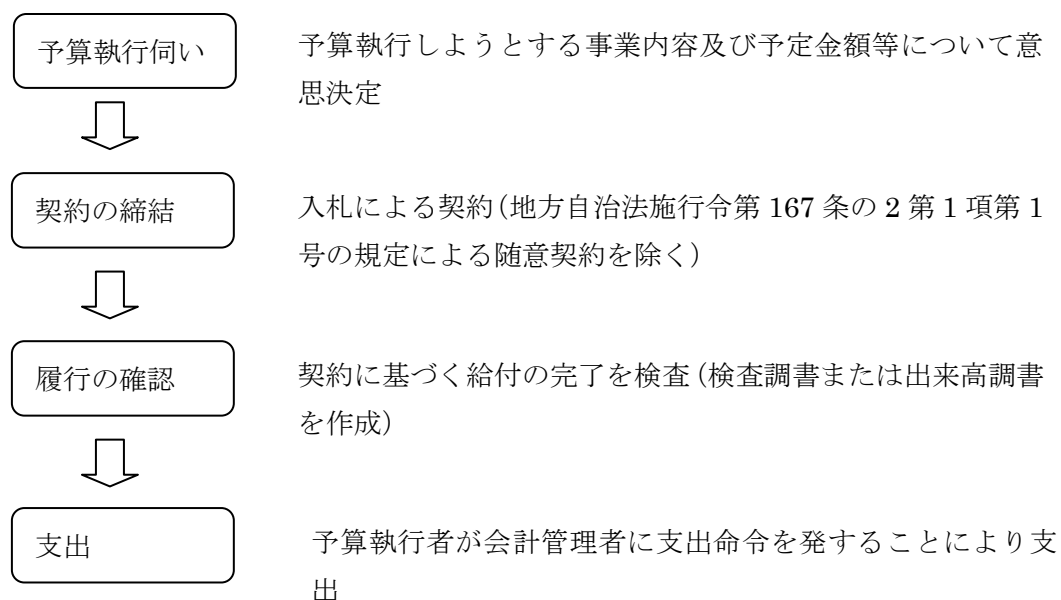 予算執行伺い
予算執行しようとする事業内容及び予定金額等について意
思決定
契約の締結
入札による契約(地方自治法施行令第 167 条の 2 第 1 項第 1
号の規定による随意契約を除く)
履行の確認
契約に基づく給付の完了を検査(検査調書または出来高調書
を作成)
支出
予算執行者が会計管理者に支出命令を発することにより支
出